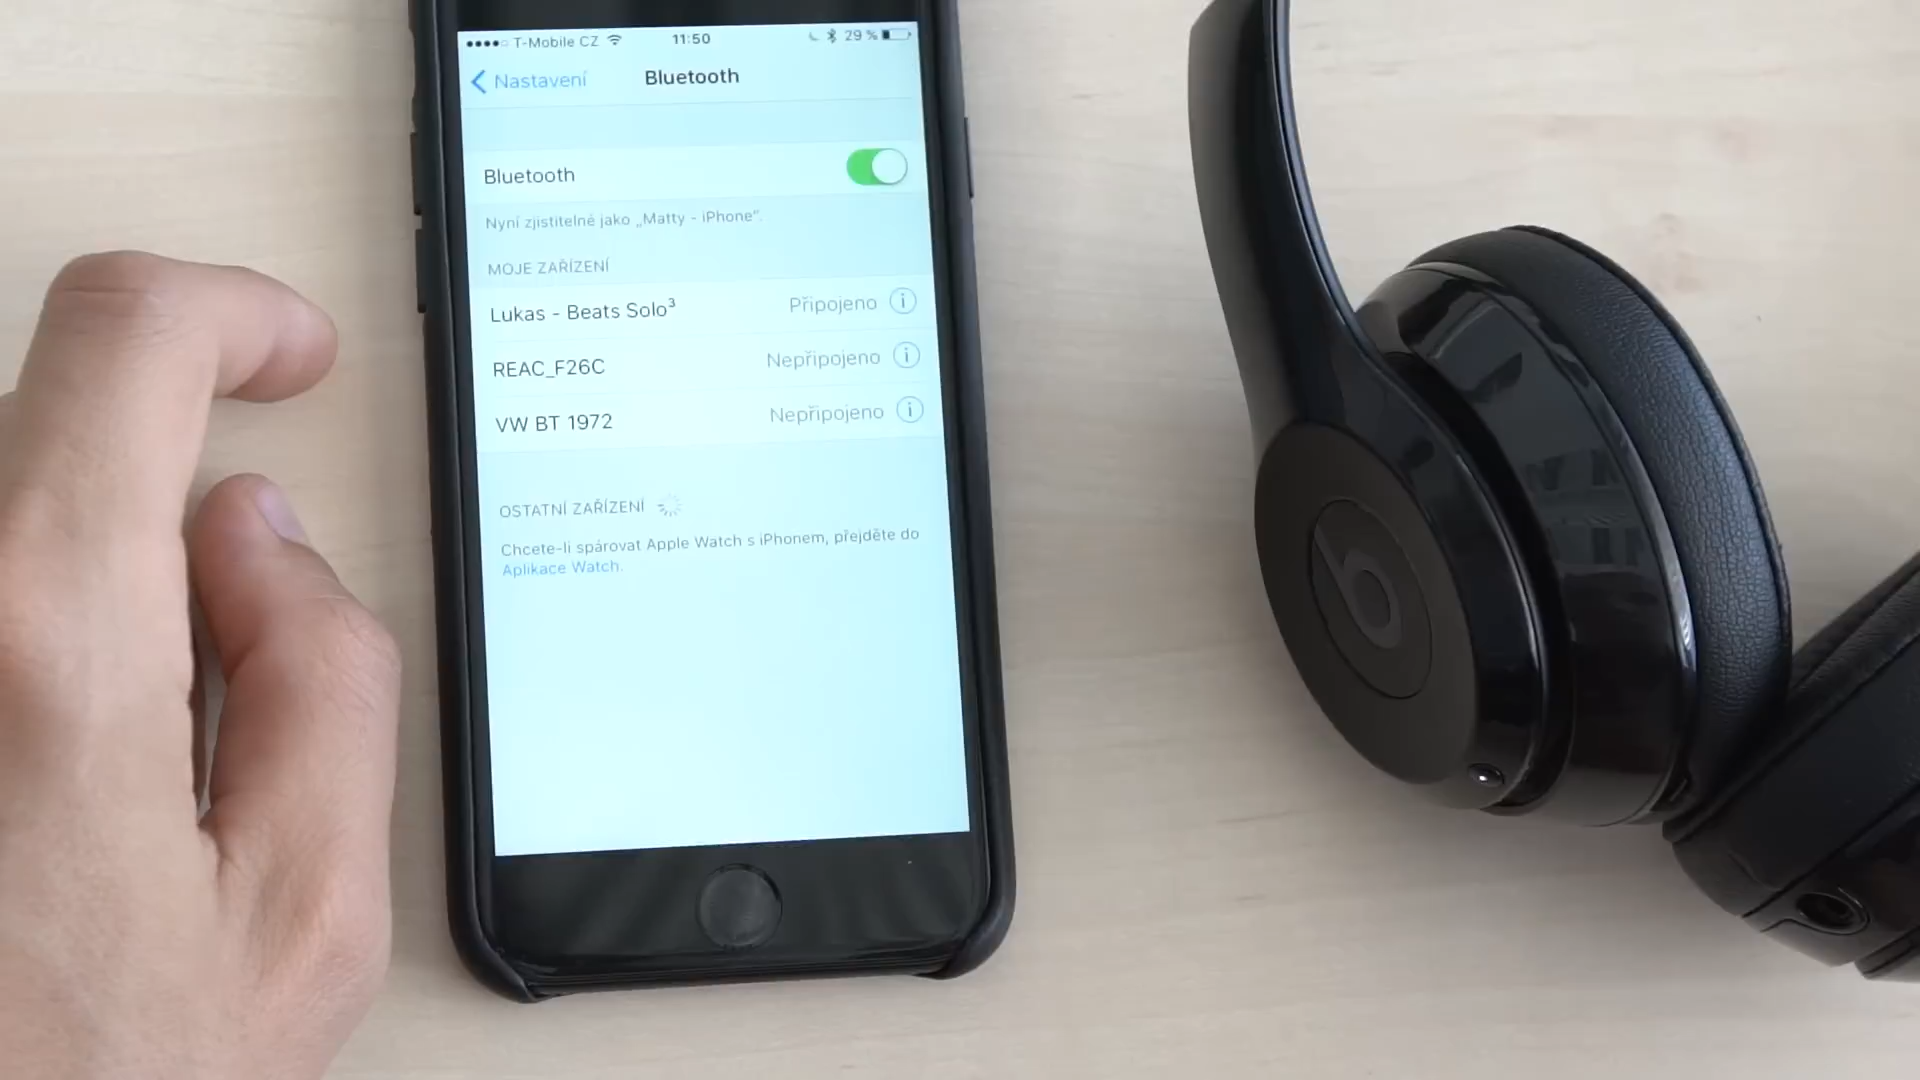 T-Mobile CZ 11:50 29 %
Nastavení Bluetooth
Bluetooth
Nyní zjistitelné jako „Matty - iPhone“.
MOJE ZAŘÍZENÍ
Lukas - Beats Solo³ Připojeno
REAC_F26C Nepřipojeno
VW BT 1972 Nepřipojeno
OSTATNÍ ZAŘÍZENÍ
Chcete-li spárovat Apple Watch s iPhonem, přejděte do
Aplikace Watch.
b